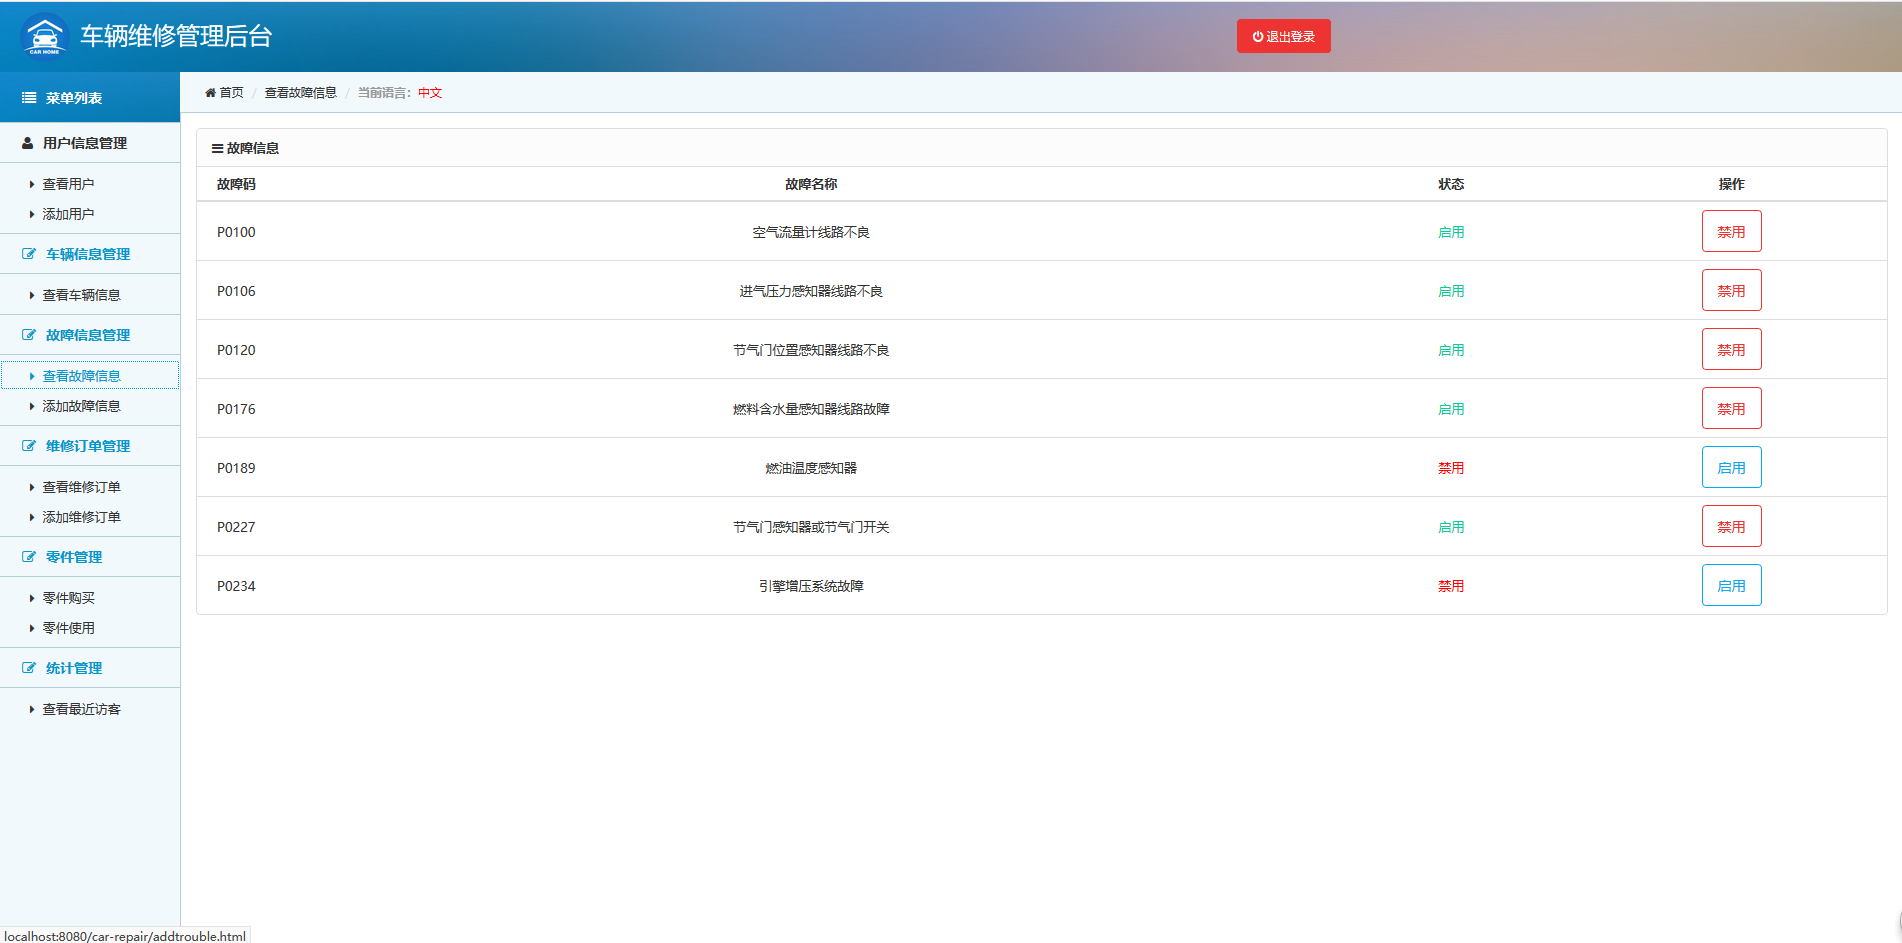 CAR HOME
车辆维修管理后台
退出登录
菜单列表
首页 / 查看故障信息 / 当前语言：中文
用户信息管理
查看用户
添加用户
车辆信息管理
查看车辆信息
故障信息管理
查看故障信息
添加故障信息
维修订单管理
查看维修订单
添加维修订单
零件管理
零件购买
零件使用
统计管理
查看最近访客
故障信息
故障码 故障名称 状态 操作
P0100 空气流量计线路不良 启用 禁用
P0106 进气压力感知器线路不良 启用 禁用
P0120 节气门位置感知器线路不良 启用 禁用
P0176 燃料含水量感知器线路故障 启用 禁用
P0189 燃油温度感知器 禁用 启用
P0227 节气门感知器或节气门开关 启用 禁用
P0234 引擎增压系统故障 禁用 启用
localhost:8080/car-repair/addtrouble.html